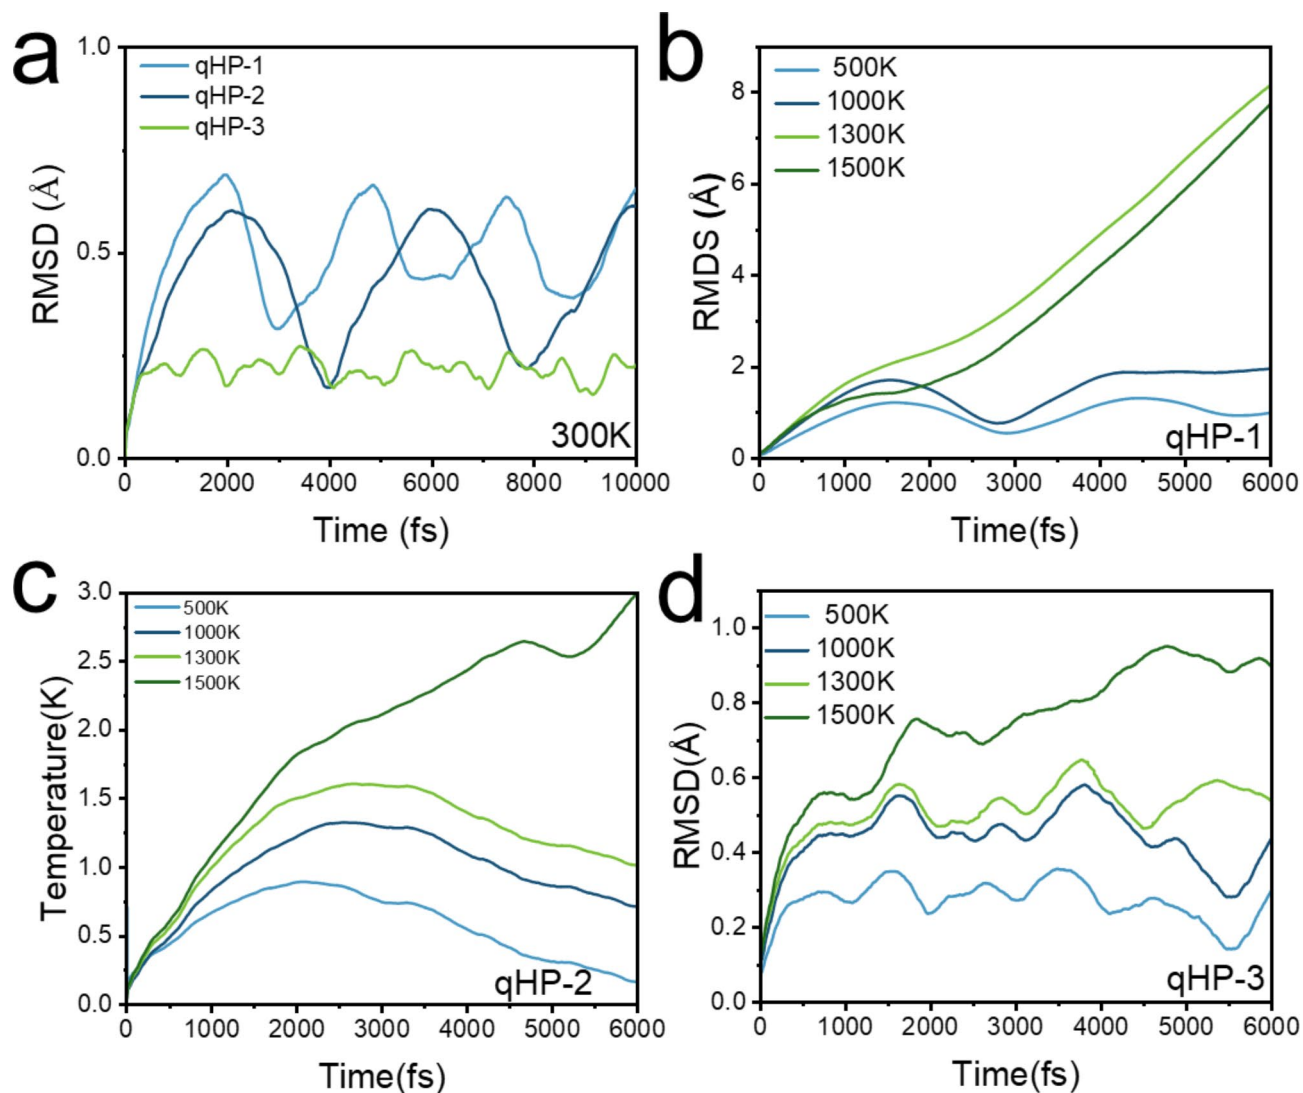 a
1.0
0.5
0.0
RMSD (Å)
qHP-1
qHP-2
qHP-3
300K
0 2000 4000 6000 8000 10000
Time (fs)
b
8
6
4
2
0
RMDS (Å)
500K
1000K
1300K
1500K
qHP-1
0 1000 2000 3000 4000 5000 6000
Time(fs)
c
3.0
2.5
2.0
1.5
1.0
0.5
0.0
Temperature(K)
500K
1000K
1300K
1500K
qHP-2
0 1000 2000 3000 4000 5000 6000
Time(fs)
d
1.0
0.8
0.6
0.4
0.2
0.0
RMSD(Å)
500K
1000K
1300K
1500K
qHP-3
0 1000 2000 3000 4000 5000 6000
Time(fs)